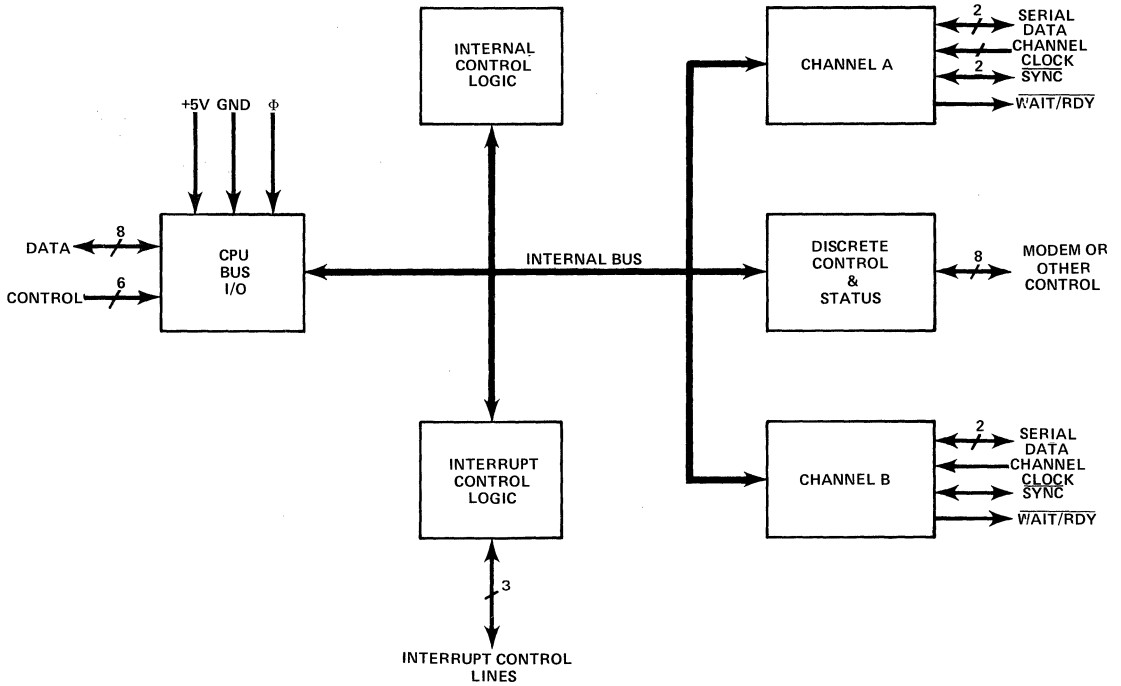 +5V GND Φ
DATA
8
CONTROL
6
CPU
BUS
I/O
INTERNAL
CONTROL
LOGIC
INTERNAL BUS
INTERRUPT
CONTROL
LOGIC
3
INTERRUPT CONTROL
LINES
CHANNEL A
2
SERIAL
DATA
CHANNEL
CLOCK
2
SYNC
WAIT/RDY
DISCRETE
CONTROL
&
STATUS
8
MODEM OR
OTHER
CONTROL
CHANNEL B
2
SERIAL
DATA
CHANNEL
CLOCK
SYNC
WAIT/RDY